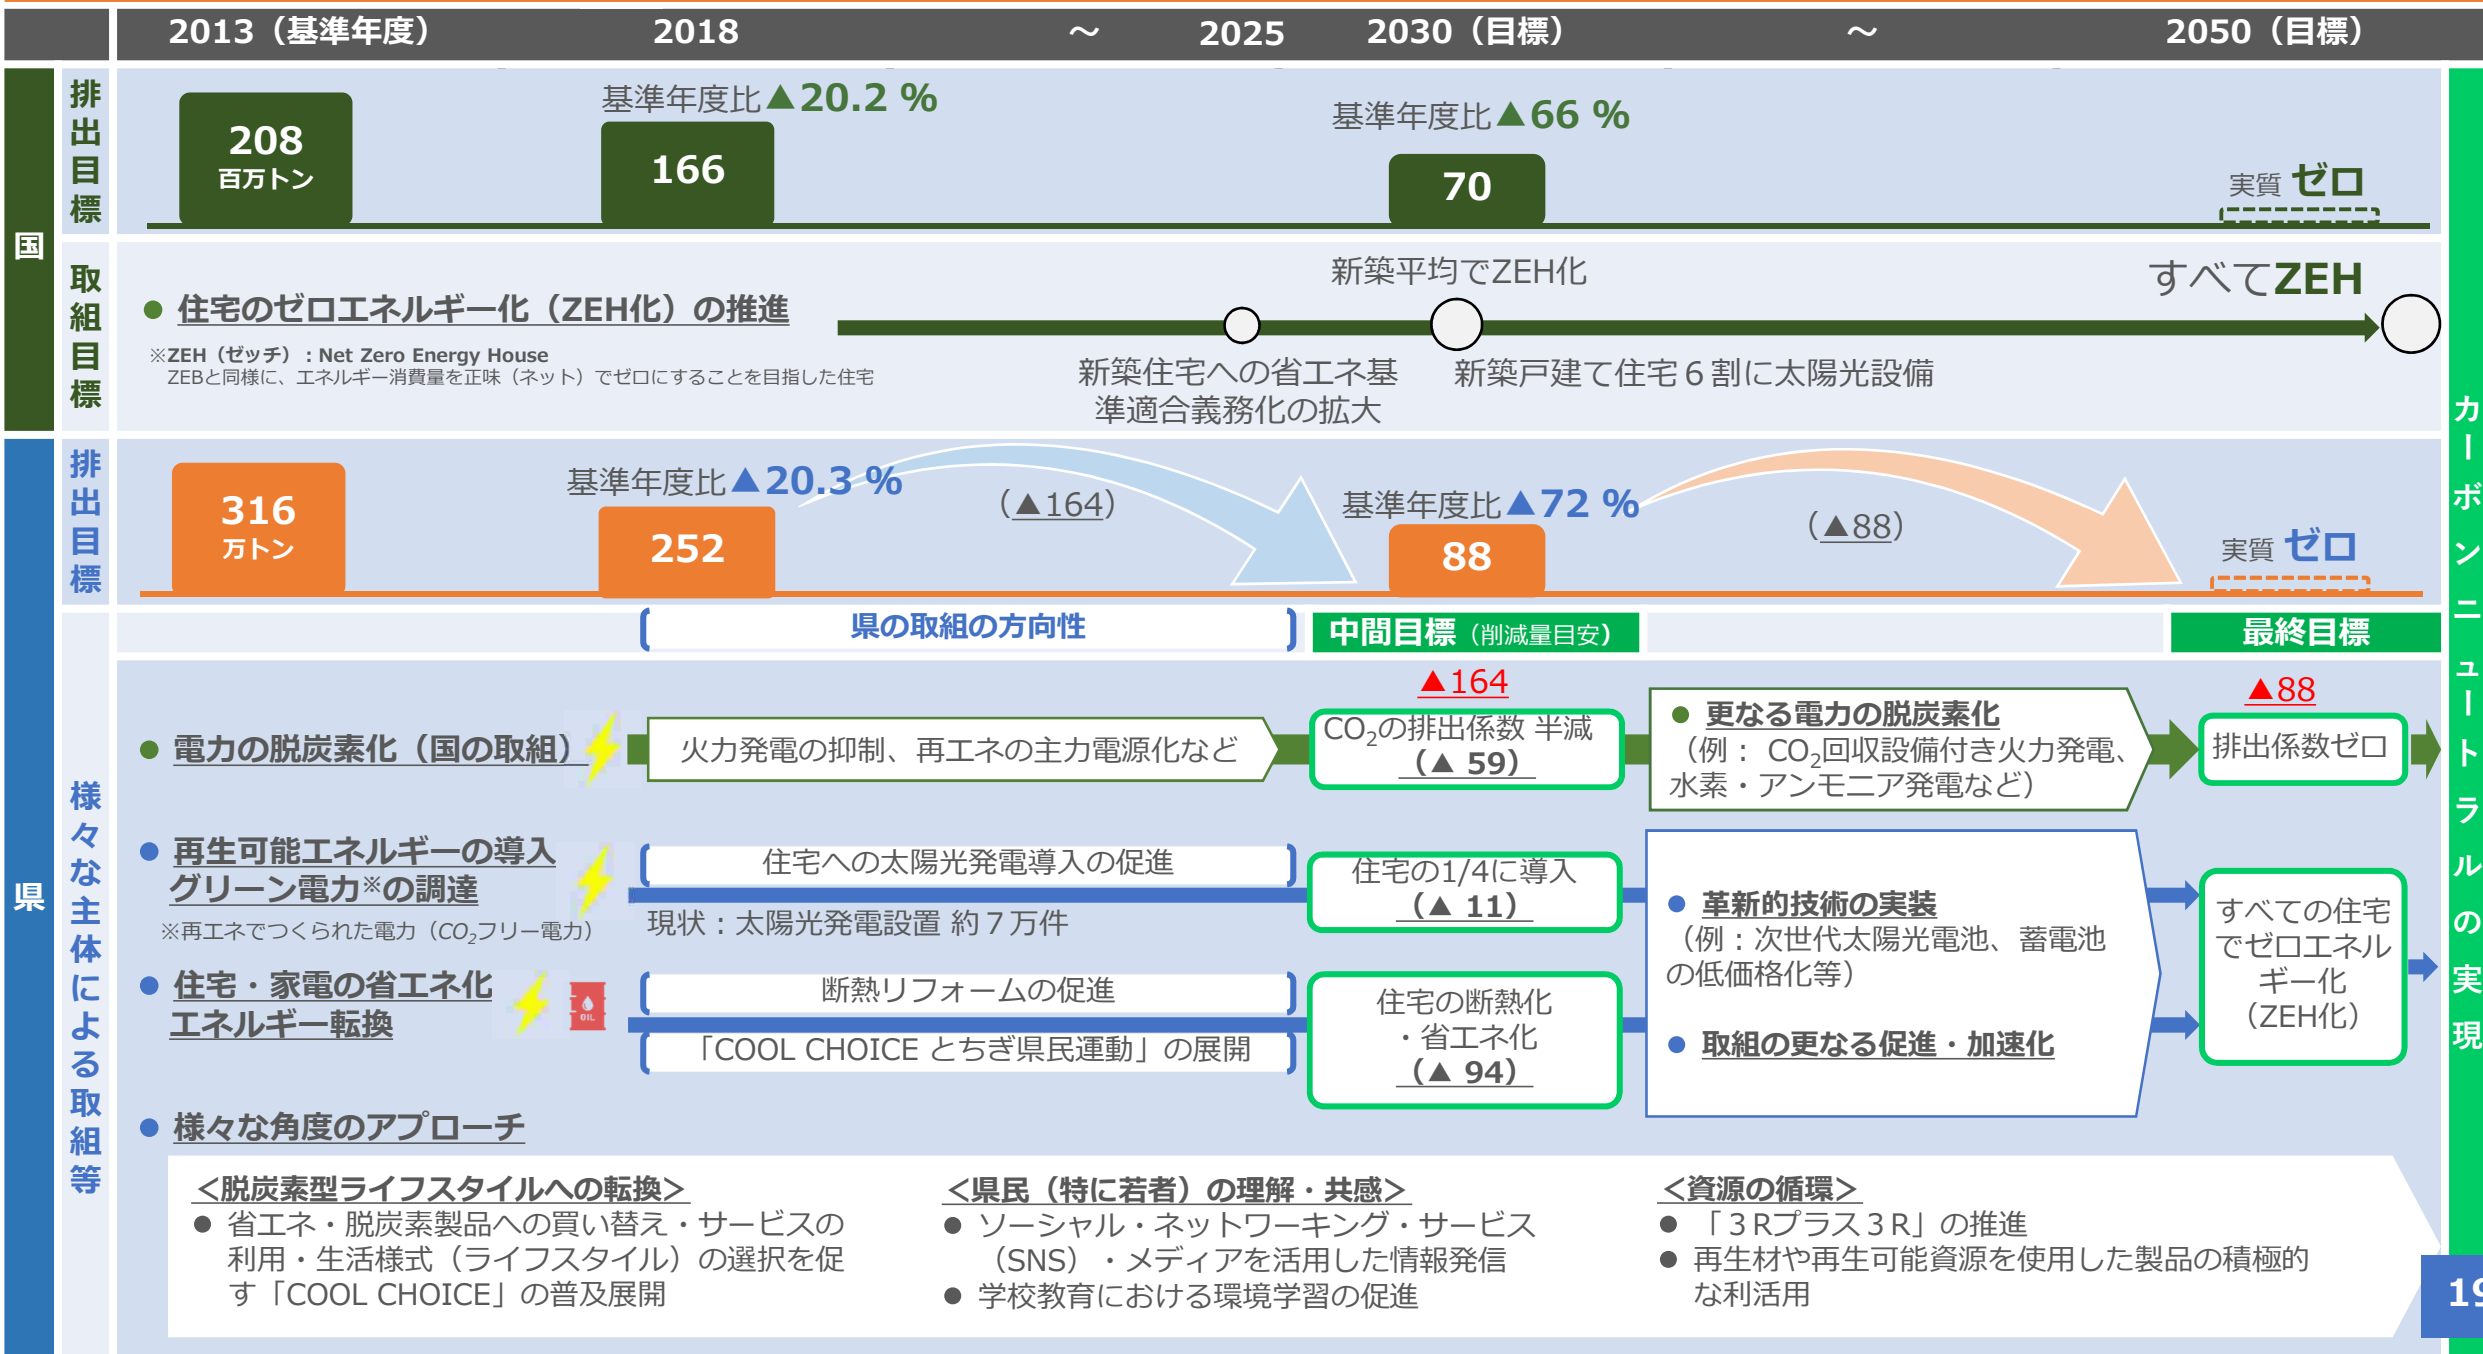 2013（基準年度）
2018
～
2025
2030（目標）
～
2050（目標）
国
排出目標
208
百万トン
基準年度比▲20.2 %
166
基準年度比▲66 %
70
実質 ゼロ
取組目標
● 住宅のゼロエネルギー化（ZEH化）の推進
※ZEH（ゼッチ）：Net Zero Energy House
ZEBと同様に、エネルギー消費量を正味（ネット）でゼロにすることを目指した住宅
新築平均でZEH化
すべてZEH
新築住宅への省エネ基
準適合義務化の拡大
新築戸建て住宅６割に太陽光設備
県
排出目標
316
万トン
基準年度比▲20.3 %
252
（▲164）
基準年度比▲72 %
88
（▲88）
実質 ゼロ
様々な主体による取組等
県の取組の方向性
中間目標（削減量目安）
最終目標
▲164
▲88
● 電力の脱炭素化（国の取組）
火力発電の抑制、再エネの主力電源化など
CO2の排出係数 半減
（▲ 59）
● 更なる電力の脱炭素化
（例： CO2回収設備付き火力発電、
水素・アンモニア発電など）
排出係数ゼロ
● 再生可能エネルギーの導入
グリーン電力※の調達
※再エネでつくられた電力（CO2フリー電力）
住宅への太陽光発電導入の促進
現状：太陽光発電設置 約７万件
住宅の1/4に導入
（▲ 11）
● 革新的技術の実装
（例：次世代太陽光電池、蓄電池
の低価格化等）
● 取組の更なる促進・加速化
すべての住宅
でゼロエネル
ギー化
（ZEH化）
● 住宅・家電の省エネ化
エネルギー転換
OIL
断熱リフォームの促進
「COOL CHOICE とちぎ県民運動」の展開
住宅の断熱化
・省エネ化
（▲ 94）
● 様々な角度のアプローチ
＜脱炭素型ライフスタイルへの転換＞
● 省エネ・脱炭素製品への買い替え・サービスの
利用・生活様式（ライフスタイル）の選択を促
す「COOL CHOICE」の普及展開
＜県民（特に若者）の理解・共感＞
● ソーシャル・ネットワーキング・サービス
（SNS）・メディアを活用した情報発信
● 学校教育における環境学習の促進
＜資源の循環＞
● 「３Rプラス３R」の推進
● 再生材や再生可能資源を使用した製品の積極的
な利活用
カーボンニュートラルの実現
19